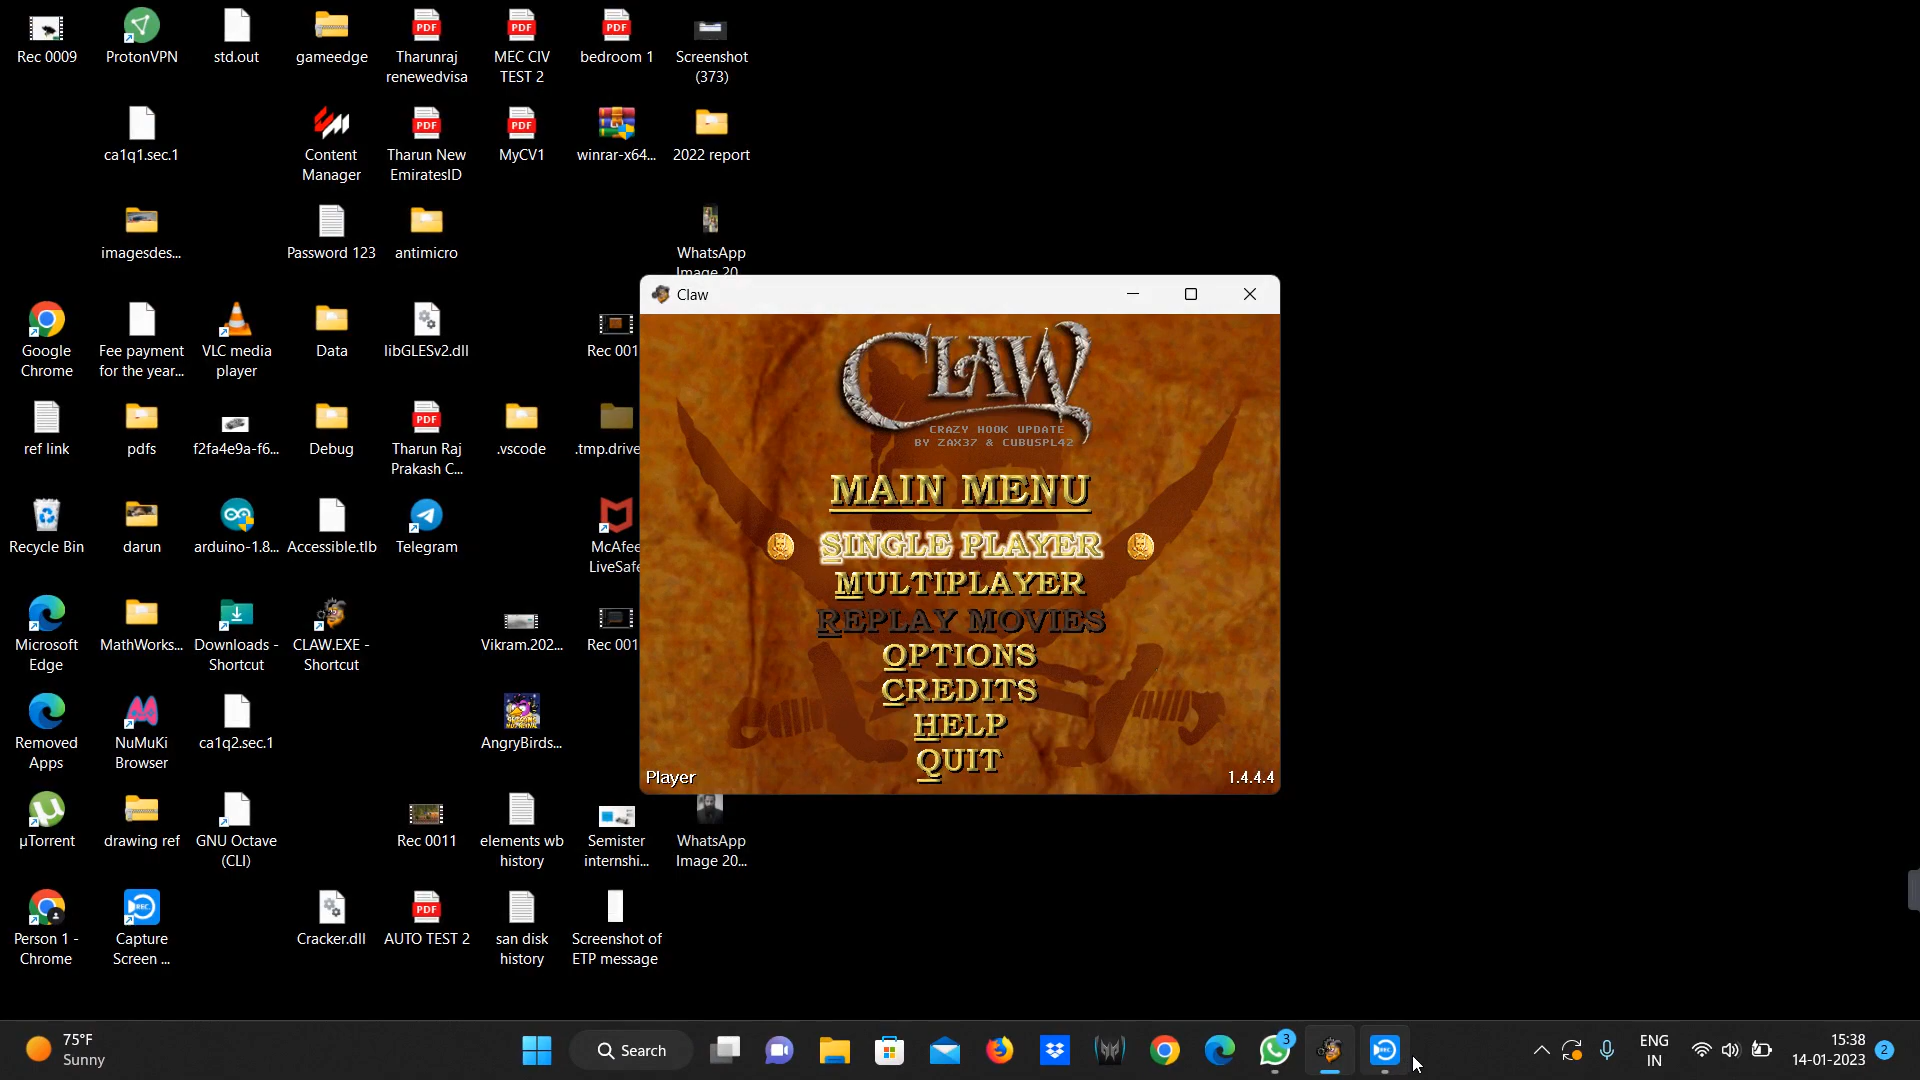 Rec 0009
ProtonVPN
std.out
gameedge
Tharunraj
renewedvisa
MEC CIV
TEST 2
bedroom 1
Screenshot
(373)
ca1q1.sec.1
Content
Manager
Tharun New
EmiratesID
MyCV1
winrar-x64...
2022 report
imagesdes...
Password 123
antimicro
WhatsApp
Image 20...
Google
Chrome
Fee payment
for the year...
VLC media
player
Data
libGLESv2.dll
Rec 001
ref link
pdfs
f2fa4e9a-f6...
Debug
Tharun Raj
Prakash C...
.vscode
.tmp.drive
Recycle Bin
darun
arduino-1.8...
Accessible.tlb
Telegram
McAfee
LiveSafe
Microsoft
Edge
MathWorks...
Downloads -
Shortcut
CLAW.EXE -
Shortcut
Vikram.202...
Rec 001
Removed
Apps
NuMuKi
Browser
ca1q2.sec.1
AngryBirds...
µTorrent
drawing ref
GNU Octave
(CLI)
Rec 0011
elements wb
history
Semister
internshi...
WhatsApp
Image 20...
Person 1 -
Chrome
REC
Capture
Screen ...
Cracker.dll
AUTO TEST 2
san disk
history
Screenshot of
ETP message
Claw
CLAW
CRAZY HOOK UPDATE
BY ZAX37 & CUBUSPL42
MAIN MENU
SINGLE PLAYER
MULTIPLAYER
REPLAY MOVIES
OPTIONS
CREDITS
HELP
QUIT
Player
1.4.4.4
75°F
Sunny
Search
3
REC
ENG
IN
15:38
14-01-2023
2